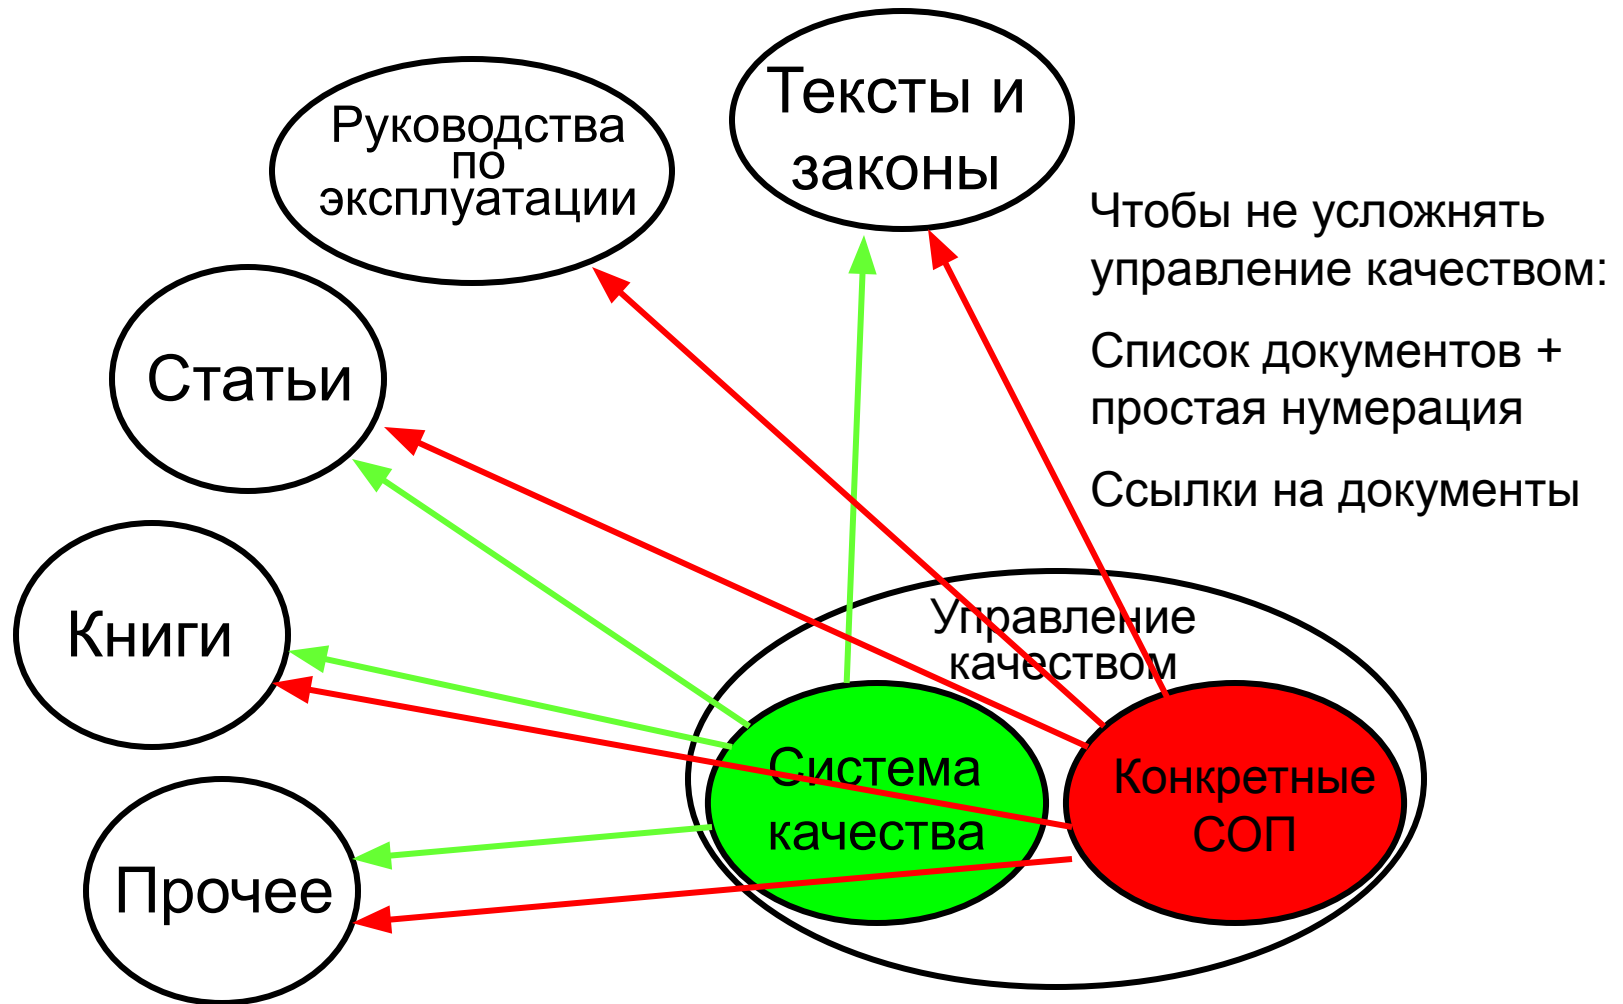 Тексты и
законы
Руководства
по
эксплуатации
Чтобы не усложнять
управление качеством:
Список документов +
простая нумерация
Ссылки на документы
Статьи
Книги
Прочее
Управление
качеством
Система
качества
Конкретные
СОП